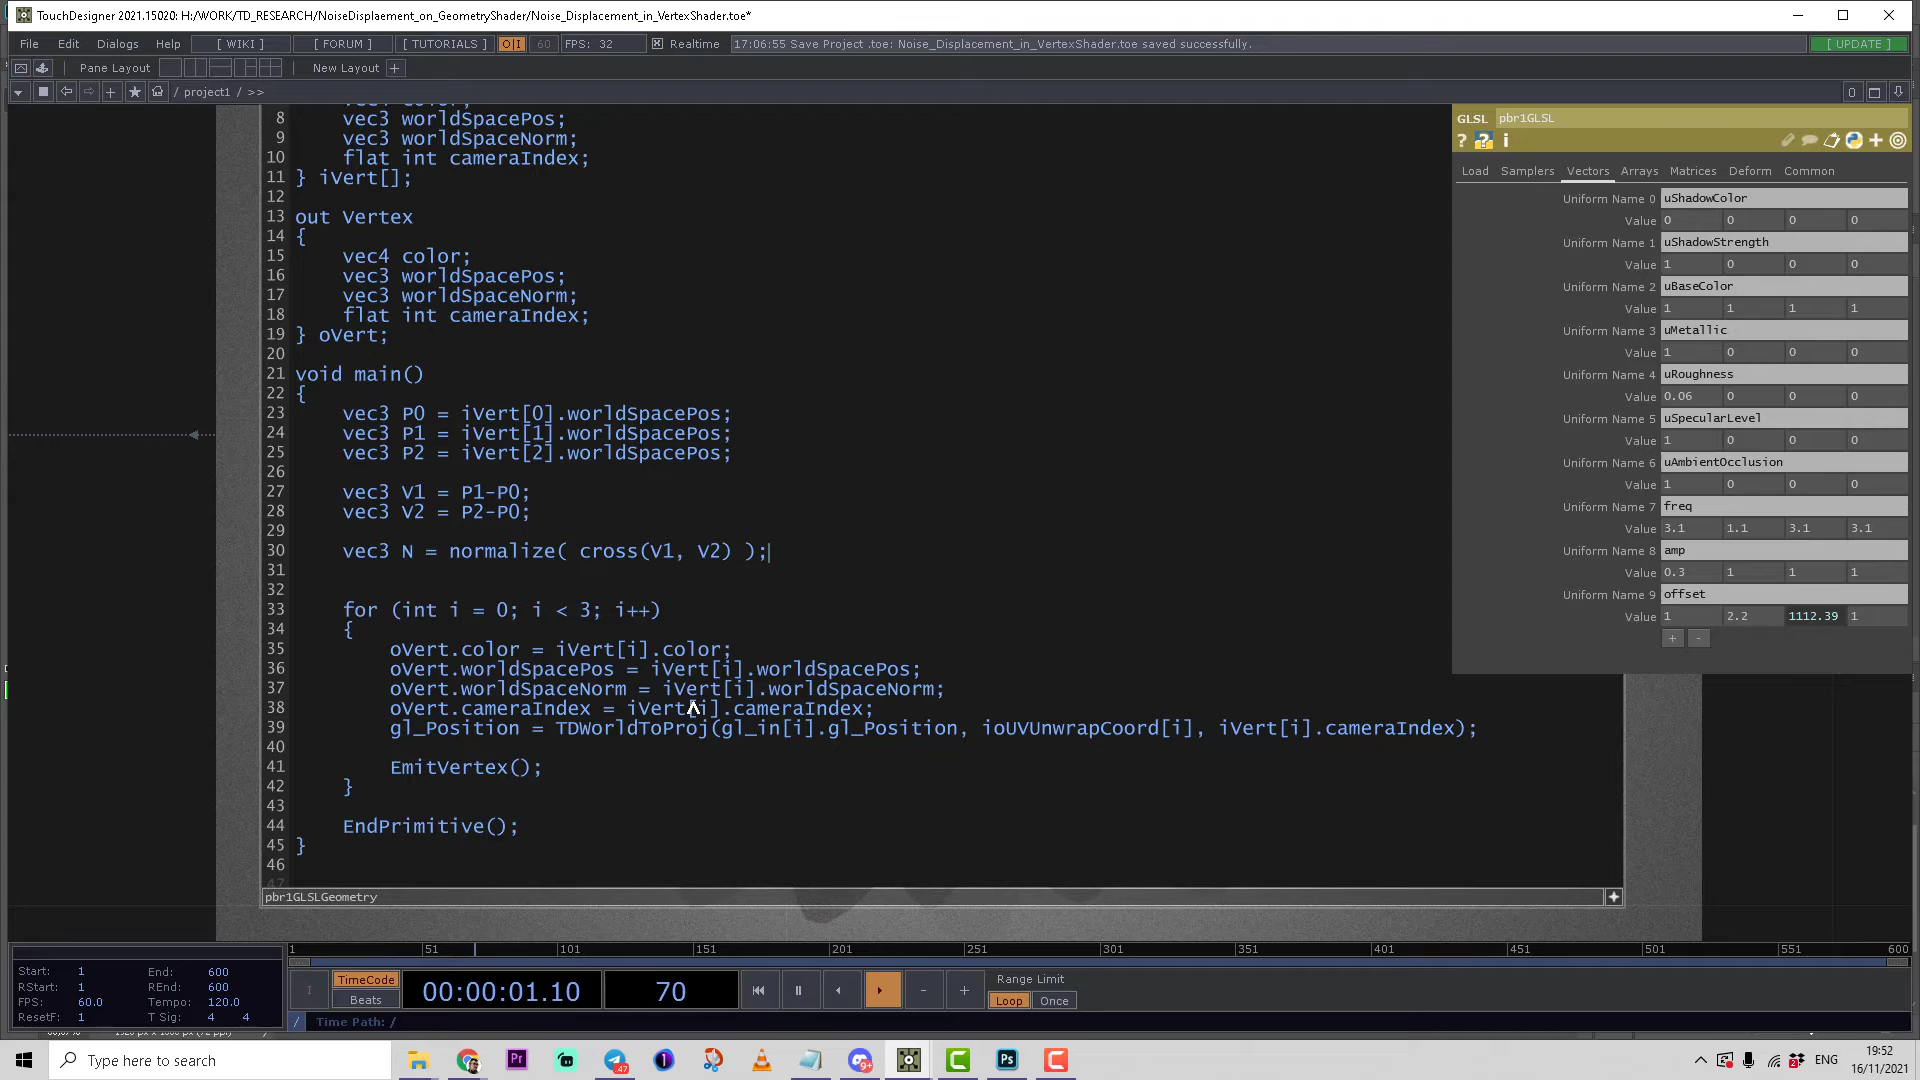 TouchDesigner 2021.15020: H:/WORK/TD_RESEARCH/NoiseDisplaement_on_GeometryShader/Noise_Displacement_in_VertexShader.toe*
File Edit Dialogs Help [ WIKI ] [ FORUM ] [ TUTORIALS ] O|I 60 FPS: 32 Realtime 17:06:55 Save Project .toe: Noise_Displacement_in_VertexShader.toe saved successfully. [ UPDATE ]
Pane Layout New Layout +
/ project1 / >> 0
8 vec3 worldSpacePos;
9 vec3 worldSpaceNorm;
10 flat int cameraIndex;
11 } iVert[];
12
13 out Vertex
14 {
15 vec4 color;
16 vec3 worldSpacePos;
17 vec3 worldSpaceNorm;
18 flat int cameraIndex;
19 } oVert;
20
21 void main()
22 {
23 vec3 P0 = iVert[0].worldSpacePos;
24 vec3 P1 = iVert[1].worldSpacePos;
25 vec3 P2 = iVert[2].worldSpacePos;
26
27 vec3 V1 = P1-P0;
28 vec3 V2 = P2-P0;
29
30 vec3 N = normalize( cross(V1, V2) );
31
32
33 for (int i = 0; i < 3; i++)
34 {
35 oVert.color = iVert[i].color;
36 oVert.worldSpacePos = iVert[i].worldSpacePos;
37 oVert.worldSpaceNorm = iVert[i].worldSpaceNorm;
38 oVert.cameraIndex = iVert[i].cameraIndex;
39 gl_Position = TDWorldToProj(gl_in[i].gl_Position, ioUVUnwrapCoord[i], iVert[i].cameraIndex);
40
41 EmitVertex();
42 }
43
44 EndPrimitive();
45 }
46
47
pbr1GLSLGeometry
GLSL pbr1GLSL
? ? i
Load Samplers Vectors Arrays Matrices Deform Common
Uniform Name 0 uShadowColor
Value 0 0 0 0
Uniform Name 1 uShadowStrength
Value 1 0 0 0
Uniform Name 2 uBaseColor
Value 1 1 1 1
Uniform Name 3 uMetallic
Value 1 0 0 0
Uniform Name 4 uRoughness
Value 0.06 0 0 0
Uniform Name 5 uSpecularLevel
Value 1 0 0 0
Uniform Name 6 uAmbientOcclusion
Value 1 0 0 0
Uniform Name 7 freq
Value 3.1 1.1 3.1 3.1
Uniform Name 8 amp
Value 0.3 1 1 1
Uniform Name 9 offset
Value 1 2.2 1112.39 1
+ -
1 51 101 151 201 251 301 351 401 451 501 551 600
Start: 1 End: 600
RStart: 1 REnd: 600
FPS: 60.0 Tempo: 120.0
ResetF: 1 T Sig: 4 4
TimeCode
Beats
00:00:01.10 70
- +
Range Limit
Loop Once
/ Time Path: /
Type here to search
Pr
47
9+
Ps
2
ENG
19:52
16/11/2021